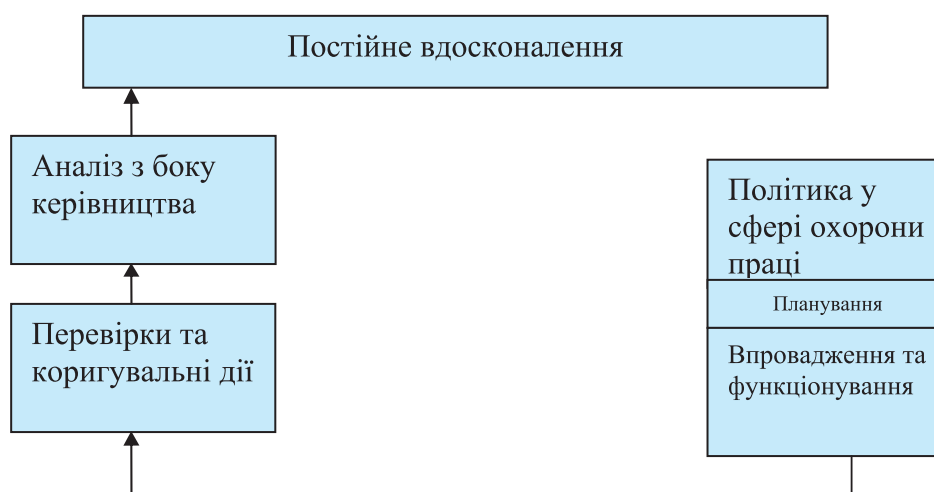 Постійне вдосконалення
Аналіз з боку
керівництва
Перевірки та
коригувальні дії
Політика у
сфері охорони
праці
Планування
Впровадження та
функціонування